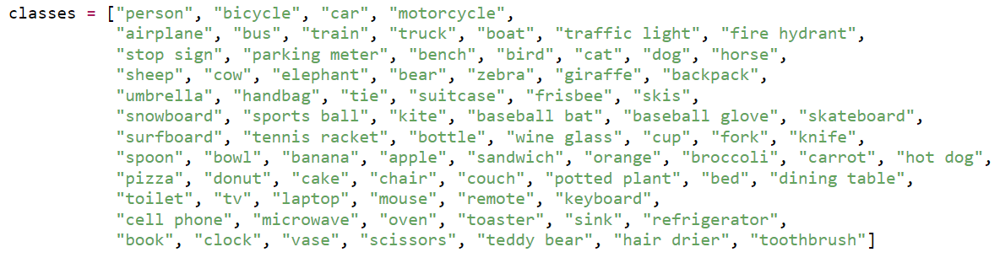 classes = ["person", "bicycle", "car", "motorcycle",
"airplane", "bus", "train", "truck", "boat", "traffic light", "fire hydrant",
"stop sign", "parking meter", "bench", "bird", "cat", "dog", "horse",
"sheep", "cow", "elephant", "bear", "zebra", "giraffe", "backpack",
"umbrella", "handbag", "tie", "suitcase", "frisbee", "skis",
"snowboard", "sports ball", "kite", "baseball bat", "baseball glove", "skateboard",
"surfboard", "tennis racket", "bottle", "wine glass", "cup", "fork", "knife",
"spoon", "bowl", "banana", "apple", "sandwich", "orange", "broccoli", "carrot", "hot dog",
"pizza", "donut", "cake", "chair", "couch", "potted plant", "bed", "dining table",
"toilet", "tv", "laptop", "mouse", "remote", "keyboard",
"cell phone", "microwave", "oven", "toaster", "sink", "refrigerator",
"book", "clock", "vase", "scissors", "teddy bear", "hair drier", "toothbrush"]